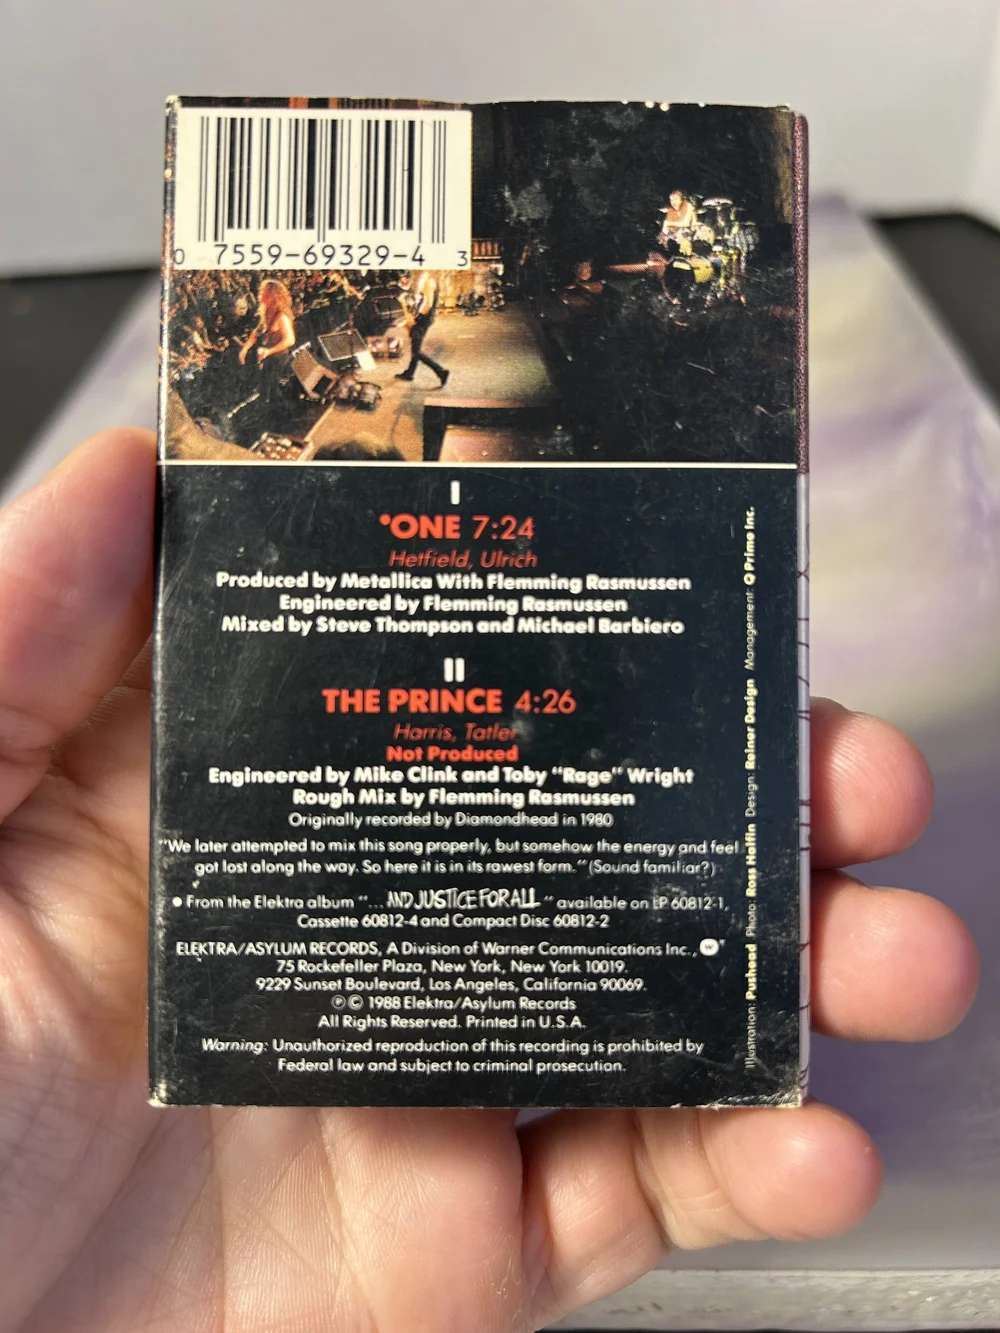 0 7559-69329-4 3
I
•ONE 7:24
Hetfield, Ulrich
Produced by Metallica With Flemming Rasmussen
Engineered by Flemming Rasmussen
Mixed by Steve Thompson and Michael Barbiero
II
THE PRINCE 4:26
Harris, Tatler
Not Produced
Engineered by Mike Clink and Toby "Rage" Wright
Rough Mix by Flemming Rasmussen
Originally recorded by Diamondhead in 1980
"We later attempted to mix this song properly, but somehow the energy and feel
got lost along the way. So here it is in its rawest form." (Sound familiar?)
• From the Elektra album "...AND JUSTICE FOR ALL" available on LP 60812-1,
Cassette 60812-4 and Compact Disc 60812-2
ELEKTRA/ASYLUM RECORDS, A Division of Warner Communications Inc.,
75 Rockefeller Plaza, New York, New York 10019.
9229 Sunset Boulevard, Los Angeles, California 90069.
℗© 1988 Elektra/Asylum Records
All Rights Reserved. Printed in U.S.A.
Warning: Unauthorized reproduction of this recording is prohibited by
Federal law and subject to criminal prosecution.
Illustration: Pushead Photo: Ross Halfin Design: Reiner Design Management: Q Prime Inc.